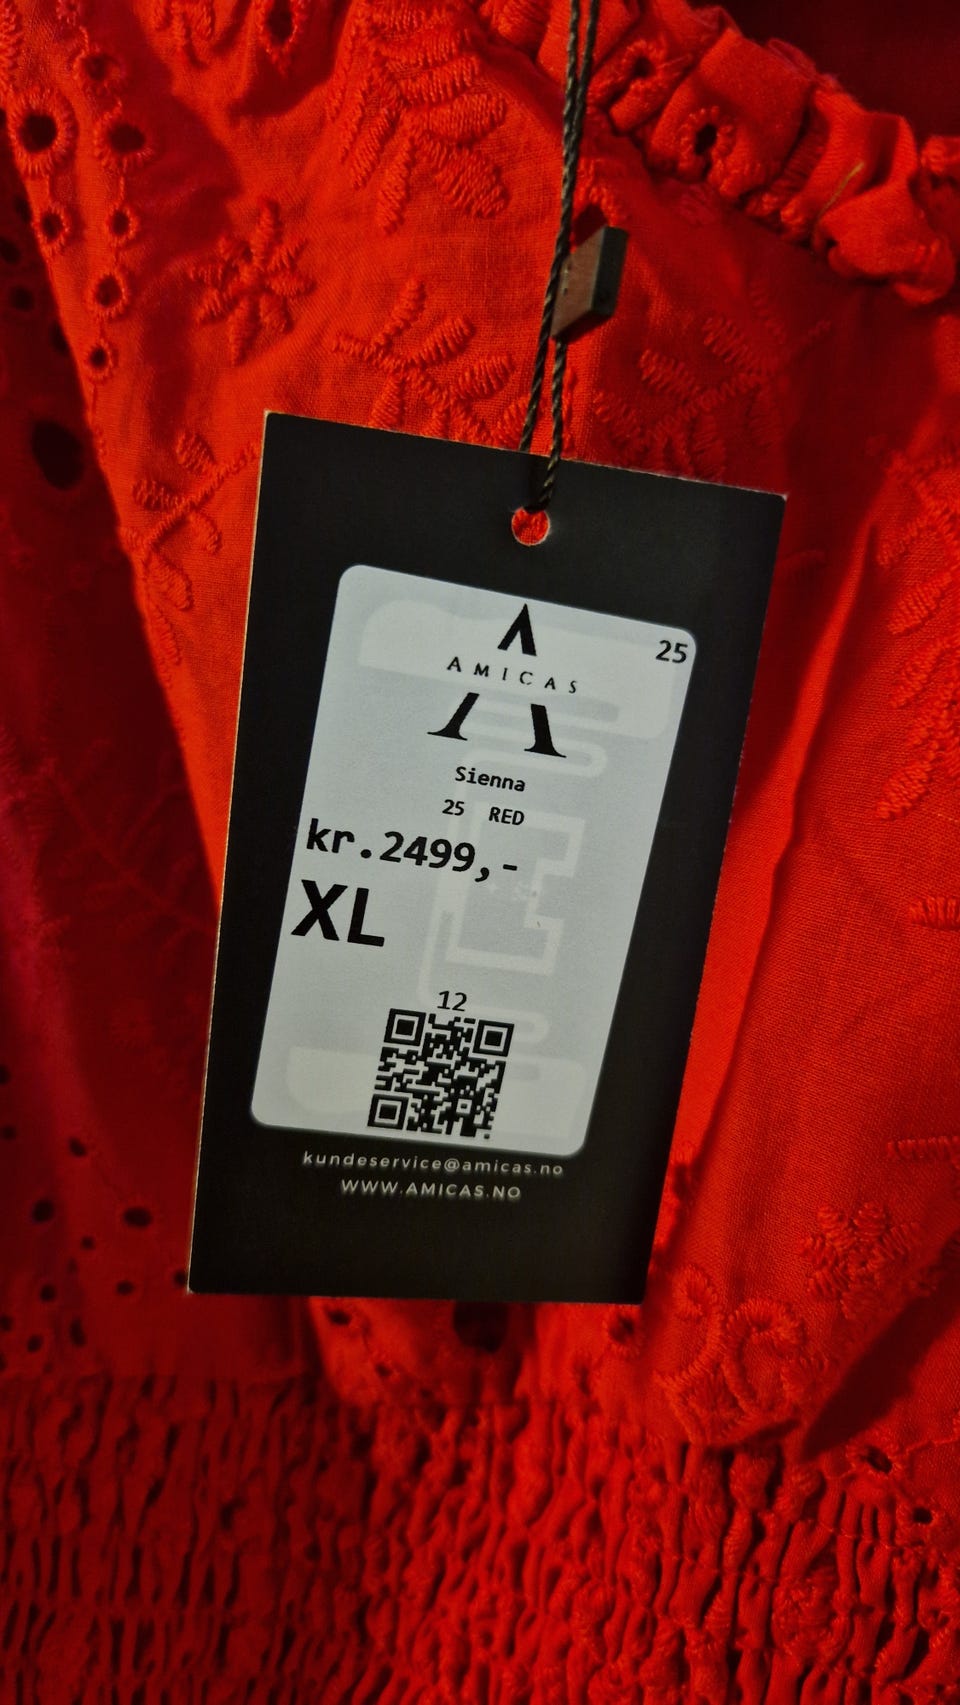 25
AMICAS
Sienna
25 RED
kr.2499,-
XL
12
kundeservice@amicas.no
WWW.AMICAS.NO